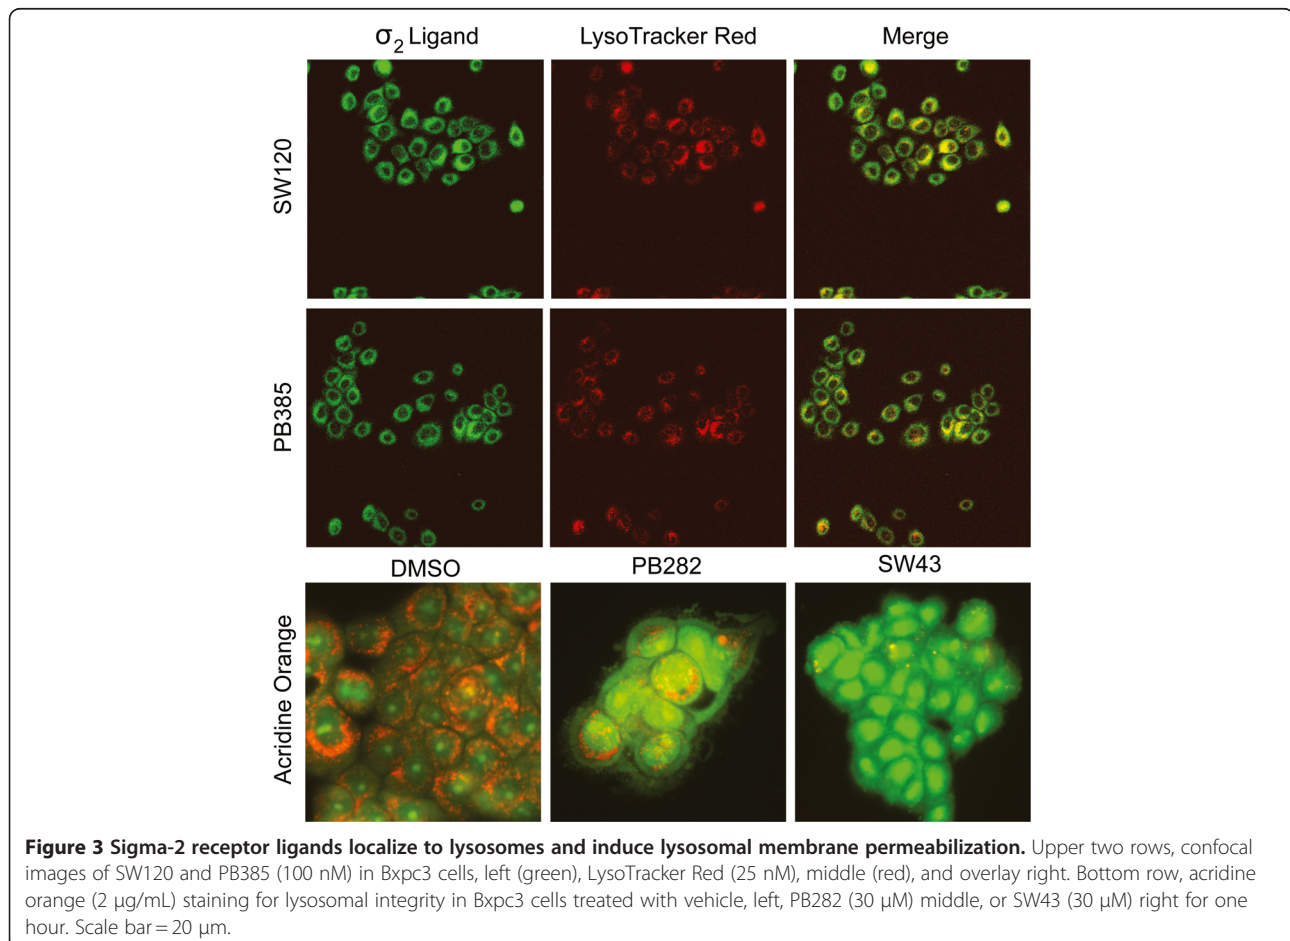 σ2 Ligand LysoTracker Red Merge
SW120
PB385
DMSO PB282 SW43
Acridine Orange
Figure 3 Sigma-2 receptor ligands localize to lysosomes and induce lysosomal membrane permeabilization. Upper two rows, confocal
images of SW120 and PB385 (100 nM) in Bxpc3 cells, left (green), LysoTracker Red (25 nM), middle (red), and overlay right. Bottom row, acridine
orange (2 μg/mL) staining for lysosomal integrity in Bxpc3 cells treated with vehicle, left, PB282 (30 μM) middle, or SW43 (30 μM) right for one
hour. Scale bar = 20 μm.